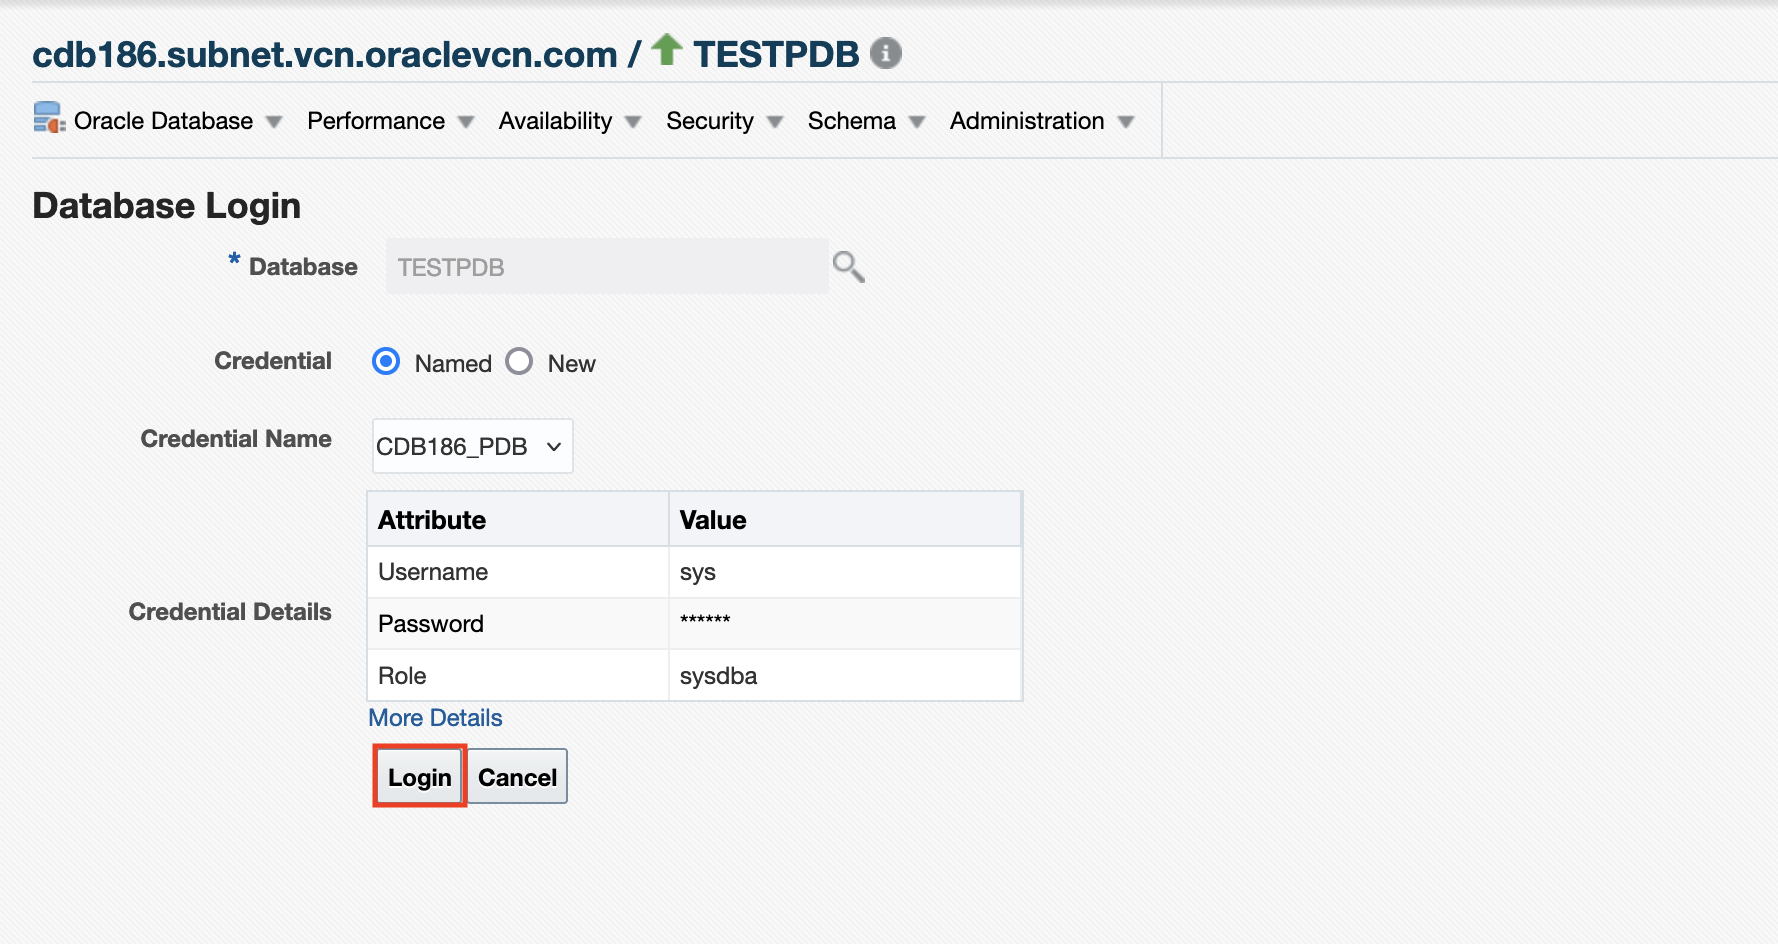 cdb186.subnet.vcn.oraclevcn.com / TESTPDB
Oracle Database Performance Availability Security Schema Administration
Database Login
* Database TESTPDB
Credential Named New
Credential Name CDB186_PDB
Attribute Value
Username sys
Credential Details
Password ******
Role sysdba
More Details
Login Cancel